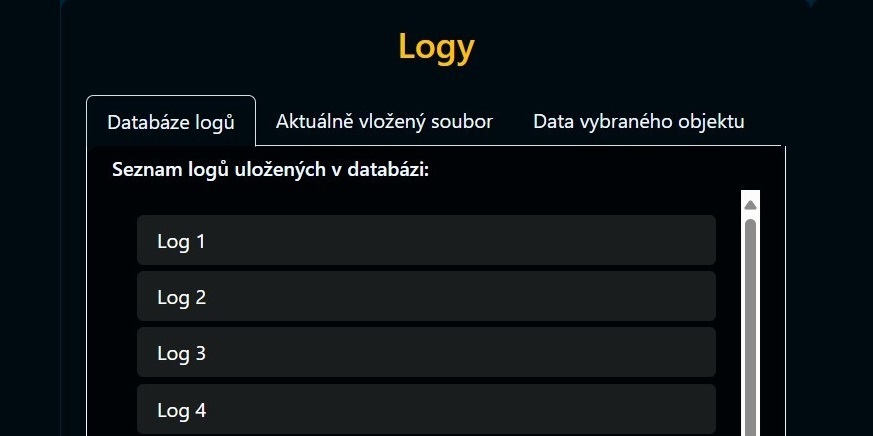 Logy
Databáze logů Aktuálně vložený soubor Data vybraného objektu
Seznam logů uložených v databázi:
Log 1
Log 2
Log 3
Log 4